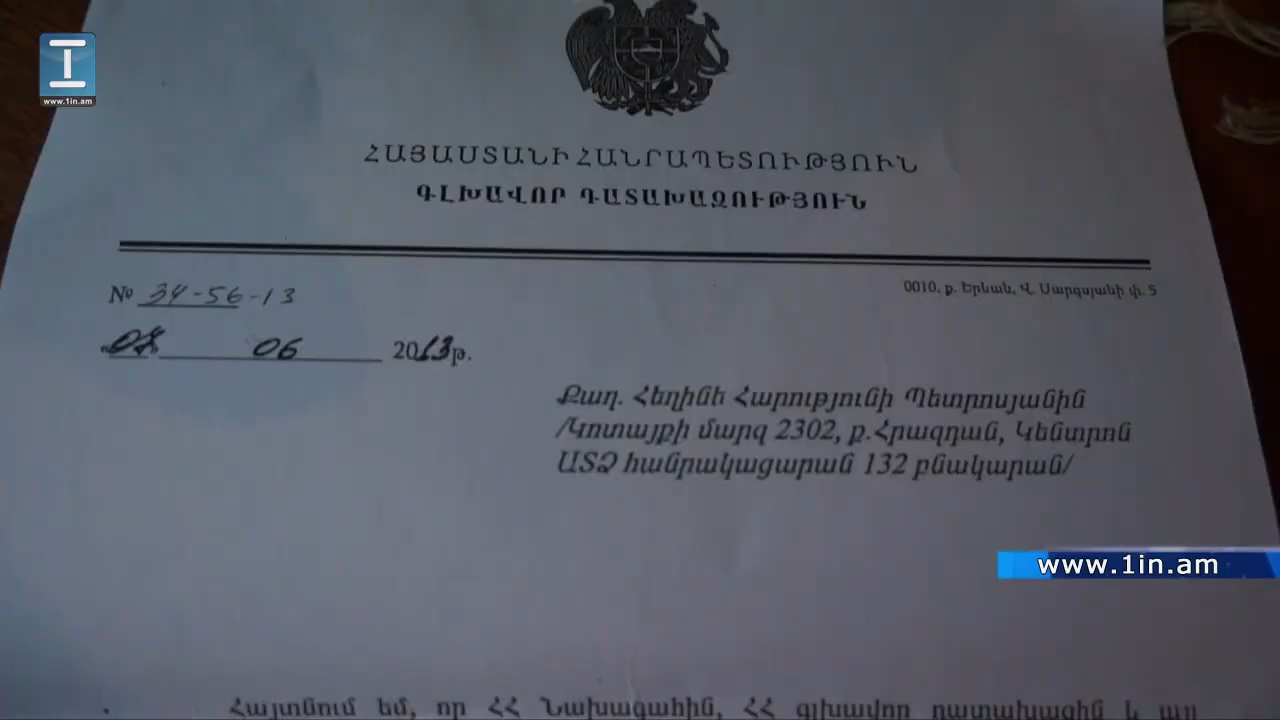 www.1in.am
ՀԱՅԱՍՏԱՆԻ ՀԱՆՐԱՊԵՏՈՒԹՅՈՒՆ
ԳԼԽԱՎՈՐ ԴԱՏԱԽԱԶՈՒԹՅՈՒՆ
0010, ք. Երևան, Վ. Սարգսյանի փ. 5
№ 34-56-13
06 2013թ.
Քաղ. Հեղինե Հարությունի Պետրոսյանին
/Կոտայքի մարզ 2302, ք.Հրազդան, Կենտրոն
ԱՏՁ հանրակացարան 132 բնակարան/
www.1in.am
Հայտնում եմ, որ ՀՀ Նախագահին, ՀՀ գլխավոր դատախազին և այլ